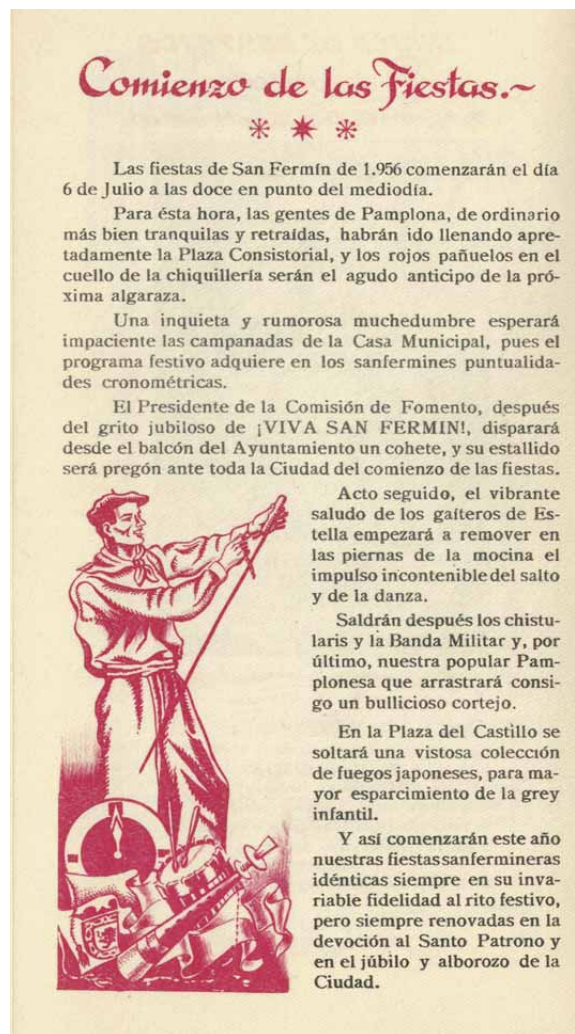 Comienzo de las Fiestas.~
Las fiestas de San Fermín de 1.956 comenzarán el día
6 de Julio a las doce en punto del mediodía.
Para ésta hora, las gentes de Pamplona, de ordinario
más bien tranquilas y retraídas, habrán ido llenando apre-
tadamente la Plaza Consistorial, y los rojos pañuelos en el
cuello de la chiquillería serán el agudo anticipo de la pró-
xima algaraza.
Una inquieta y rumorosa muchedumbre esperará
impaciente las campanadas de la Casa Municipal, pues el
programa festivo adquiere en los sanfermines puntualida-
des cronométricas.
El Presidente de la Comisión de Fomento, después
del grito jubiloso de ¡VIVA SAN FERMIN!, disparará
desde el balcón del Ayuntamiento un cohete, y su estallido
será pregón ante toda la Ciudad del comienzo de las fiestas.
Acto seguido, el vibrante
saludo de los gaiteros de Es-
tella empezará a remover en
las piernas de la mocina el
impulso incontenible del salto
y de la danza.
Saldrán después los chistu-
laris y la Banda Militar y, por
último, nuestra popular Pam-
plonesa que arrastrará consi-
go un bullicioso cortejo.
En la Plaza del Castillo se
soltará una vistosa colección
de fuegos japoneses, para ma-
yor esparcimiento de la grey
infantil.
Y así comenzarán este año
nuestras fiestas sanfermineras
idénticas siempre en su inva-
riable fidelidad al rito festivo,
pero siempre renovadas en la
devoción al Santo Patrono y
en el júbilo y alborozo de la
Ciudad.